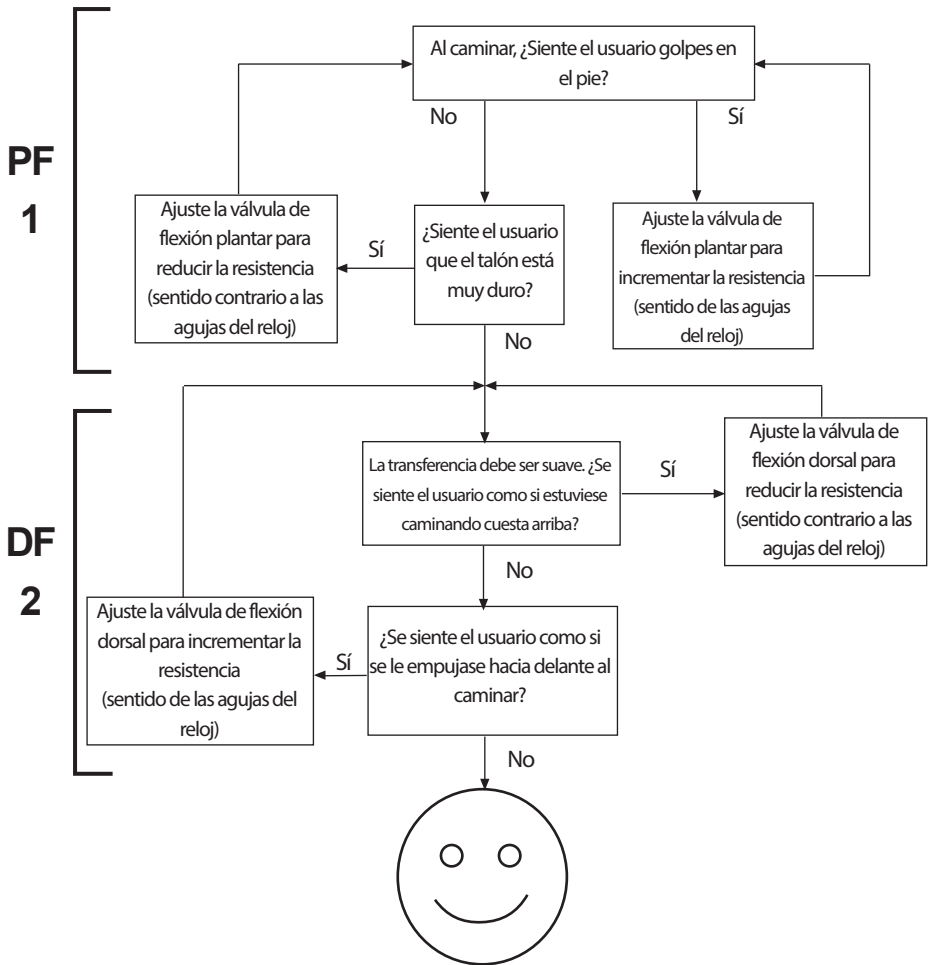 Al caminar, ¿Siente el usuario golpes en
el pie?
No
Sí
PF
1
Ajuste la válvula de
flexión plantar para
reducir la resistencia
(sentido contrario a las
agujas del reloj)
Sí
¿Siente el usuario
que el talón está
muy duro?
Ajuste la válvula de
flexión plantar para
incrementar la resistencia
(sentido de las agujas
del reloj)
No
DF
2
La transferencia debe ser suave. ¿Se
siente el usuario como si estuviese
caminando cuesta arriba?
Sí
Ajuste la válvula de
flexión dorsal para
reducir la resistencia
(sentido contrario a las
agujas del reloj)
No
Ajuste la válvula de flexión
dorsal para incrementar la
resistencia
(sentido de las agujas del
reloj)
Sí
¿Se siente el usuario como si
se le empujase hacia delante al
caminar?
No